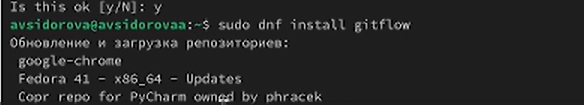 Is this ok [y/N]: y
avsidorova@avsidorovaa:~$ sudo dnf install gitflow
Обновление и загрузка репозиториев:
google-chrome
Fedora 41 - x86_64 - Updates
Copr repo for PyCharm owned by phracek